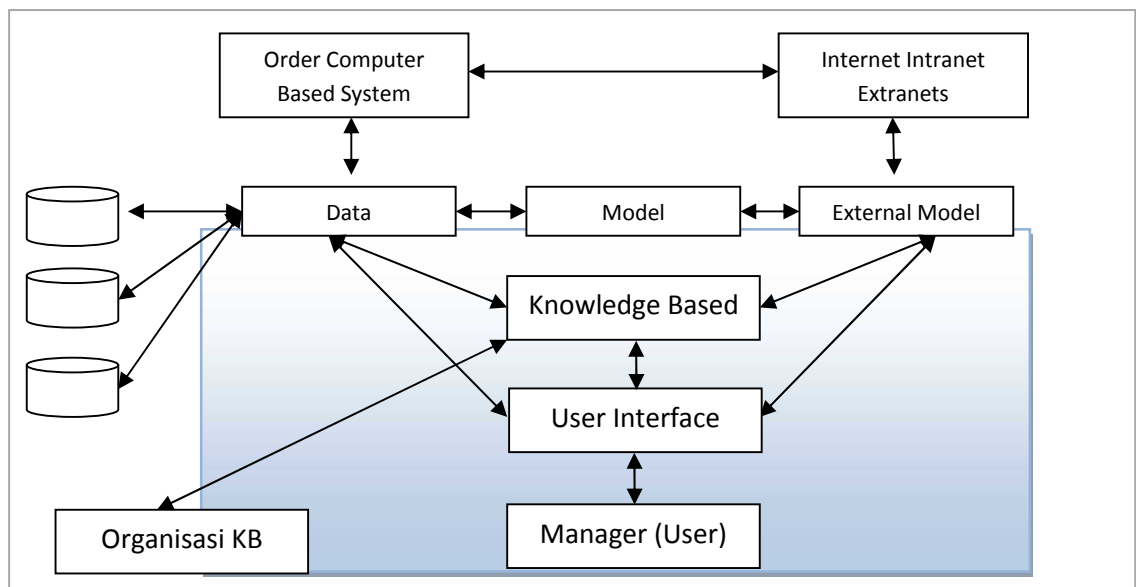 Order Computer
Based System
Internet Intranet
Extranets
Data
Model
External Model
Knowledge Based
User Interface
Organisasi KB
Manager (User)